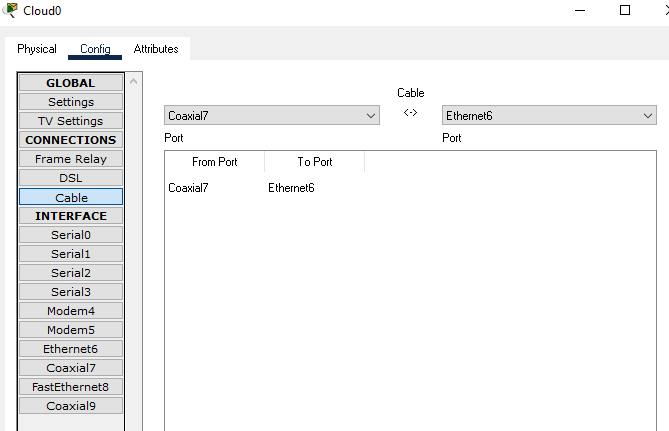 Cloud0
Physical Config Attributes
GLOBAL
Settings
TV Settings
CONNECTIONS
Frame Relay
DSL
Cable
INTERFACE
Serial0
Serial1
Serial2
Serial3
Modem4
Modem5
Ethernet6
Coaxial7
FastEthernet8
Coaxial9
Cable
Coaxial7 <-> Ethernet6
Port Port
From Port To Port
Coaxial7 Ethernet6